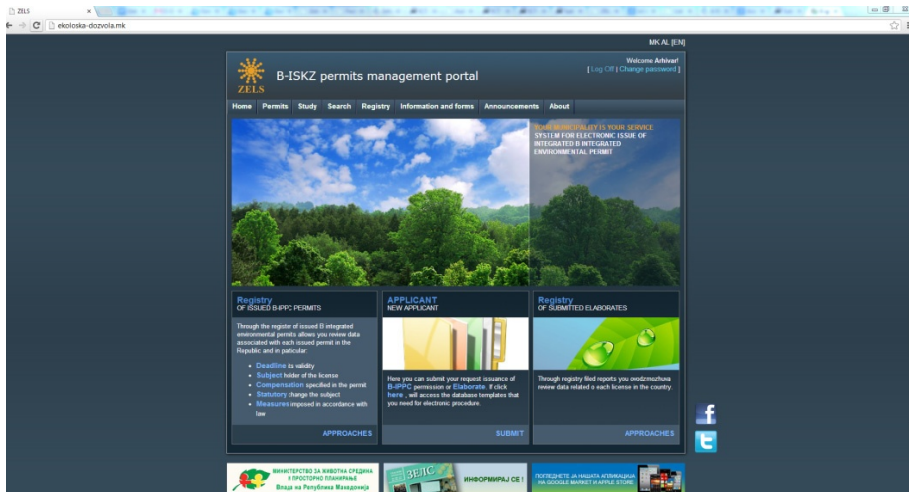 ZELS
ekoloska-dozvola.mk
MK AL [EN]
Welcome Arhivar!
[ Log Off | Change password ]
ZELS
B-ISKZ permits management portal
Home Permits Study Search Registry Information and forms Announcements About
YOUR MUNICIPALITY IS YOUR SERVICE
SYSTEM FOR ELECTRONIC ISSUE OF
INTEGRATED B INTEGRATED
ENVIRONMENTAL PERMIT
Registry
OF ISSUED B-IPPC PERMITS
Through the registir of issued B integrated
environmental permits allows you review data
associated with each issued permit in the
Republic and in paticular:
Deadline its validity
Subject holder of the license
Compensation specified in the permit
Statutory change the subject
Measures imposed in accordance with
law
APPROACHES
APPLICANT
NEW APPLICANT
Here you can submit your request issuance of
B-IPPC permission or Elaborate. If click
here , will access the database templates that
you need for electronic procedure.
SUBMIT
Registry
OF SUBMITTED ELABORATES
Through registry filed reports you ovodzmezhuva
review data related o each license in the country.
APPROACHES
МИНИСТЕРСТВО ЗА ЖИВОТНА СРЕДИНА
И ПРОСТОРНО ПЛАНИРАЊЕ
Влада на Република Македонија
ЗЕЛС
ИНФОРМИРАЈ СЕ !
ПОГЛЕДНЕТЕ ЈА НАШАТА АПЛИКАЦИЈА
НА GOOGLE MARKET И APPLE STORE